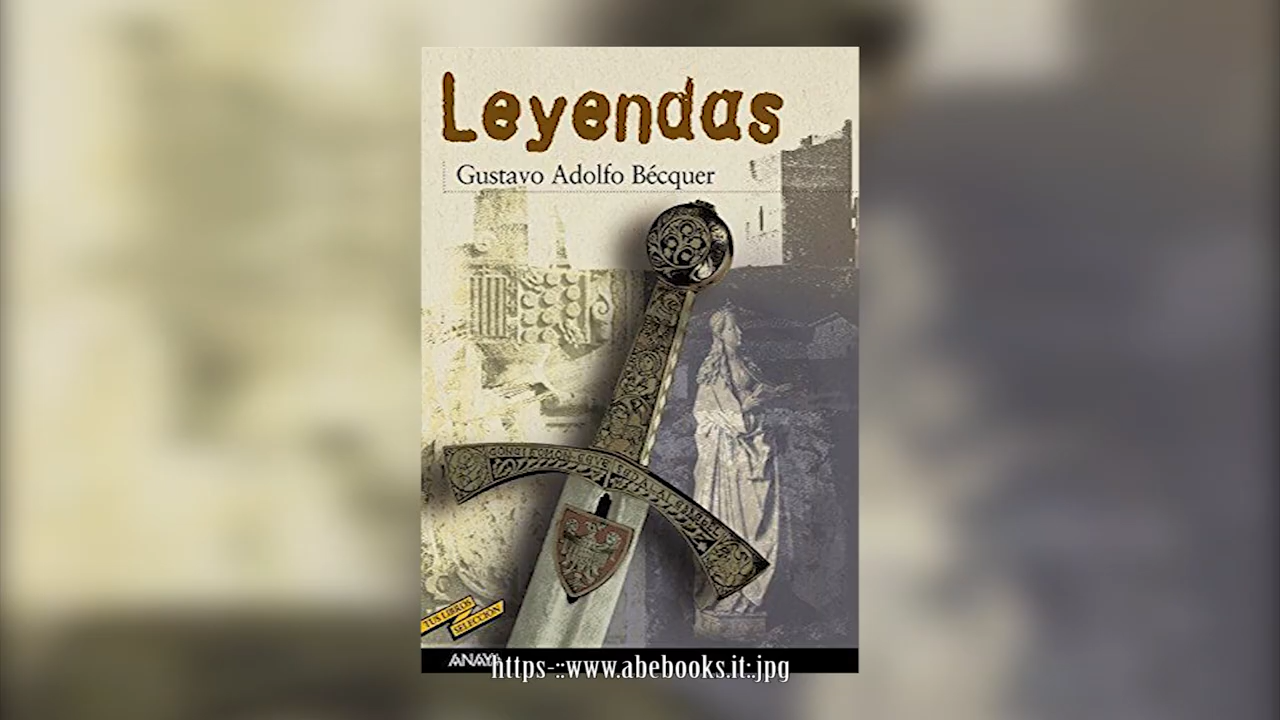 Leyendas
Gustavo Adolfo Bécquer
TUS LIBROS
SELECCIÓN
ANAYA
https-::www.abebooks.it:.jpg